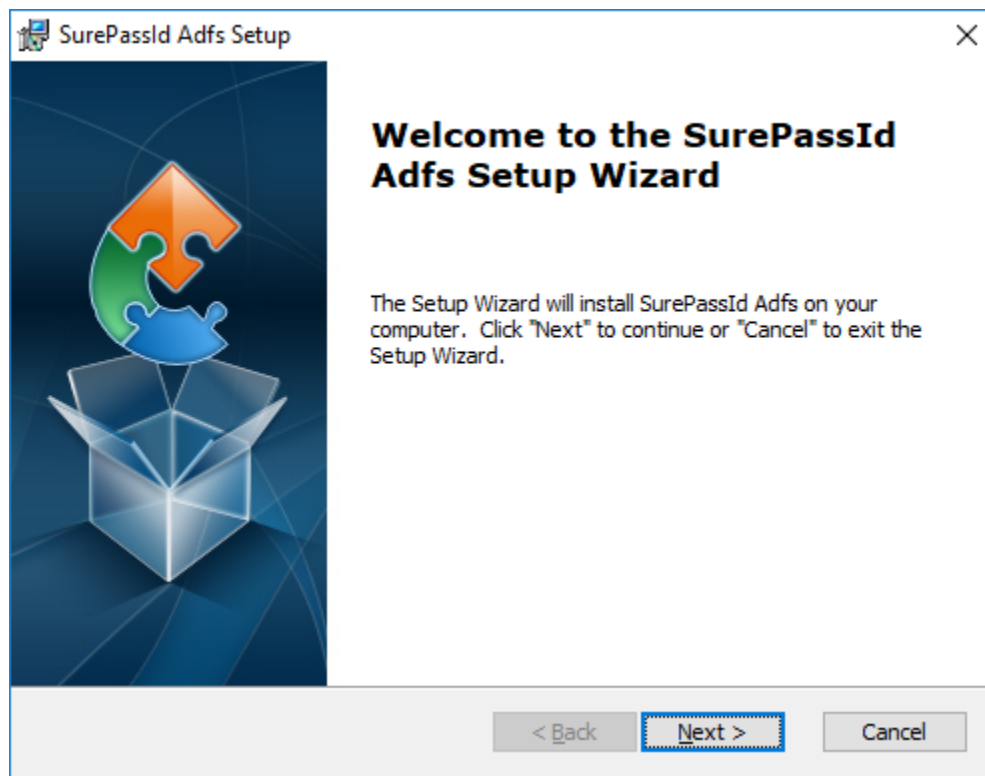 SurePassId Adfs Setup
Welcome to the SurePassId
Adfs Setup Wizard
The Setup Wizard will install SurePassId Adfs on your
computer. Click "Next" to continue or "Cancel" to exit the
Setup Wizard.
< Back
Next >
Cancel